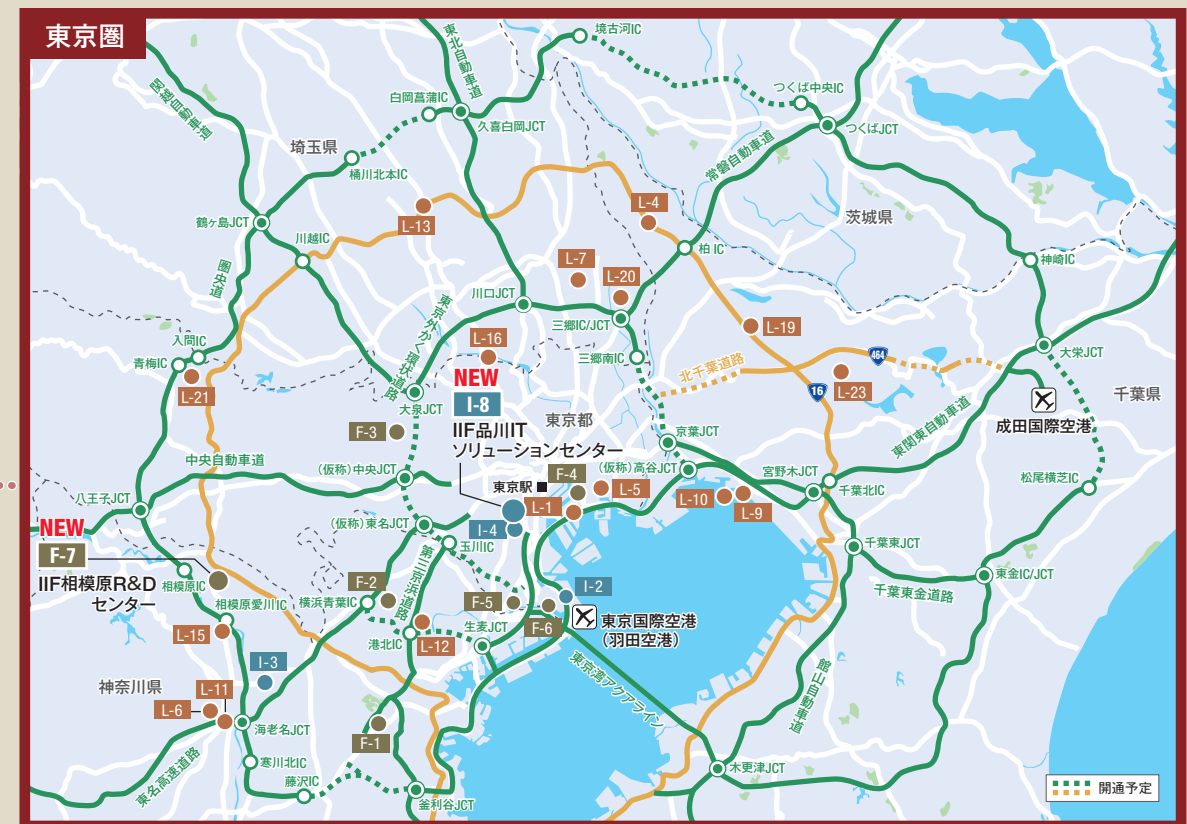 東京圏
境古河IC
東北自動車道
関越自動車道
白岡菖蒲IC
つくば中央IC
久喜白岡JCT
つくばJCT
埼玉県
常磐自動車道
桶川北本IC
L-4
L-13
茨城県
鶴ヶ島JCT
川越IC
柏IC
神崎IC
圏央道
L-7
L-20
川口JCT
東京外かく環状道路
三郷IC/JCT
L-19
入間IC
L-16
三郷南IC
464
大栄JCT
青梅IC
北千葉道路
NEW
I-8
L-21
大泉JCT
16
L-23
千葉県
東京都
IIF品川IT
ソリューションセンター
成田国際空港
F-3
京葉JCT
東関東自動車道
中央自動車道
(仮称)中央JCT
(仮称)高谷JCT
宮野木JCT
F-4
松尾横芝IC
東京駅
L-5
千葉北IC
八王子JCT
L-1
L-10
L-9
NEW
F-7
(仮称)東名JCT
I-4
玉川IC
千葉東JCT
IIF相模原R&D
センター
相模原IC
第三京浜道路
東金IC/JCT
F-2
I-2
千葉東金道路
相模原愛川IC
横浜青葉IC
F-5
東京国際空港
(羽田空港)
L-15
L-12
生麦JCT
F-6
港北IC
I-3
東京湾アクアライン
館山自動車道
神奈川県
L-11
L-6
海老名JCT
F-1
寒川北IC
木更津JCT
東名高速道路
藤沢IC
釜利谷JCT
開通予定